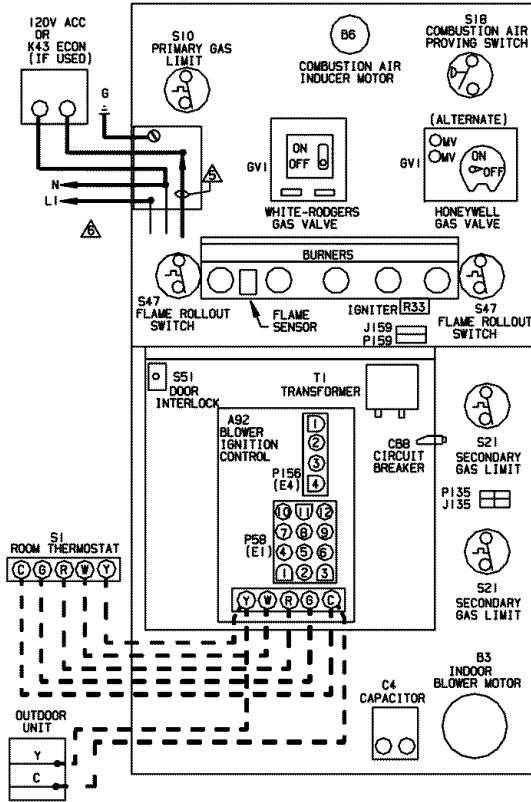 120V ACC
OR
K43 ECON
(IF USED)
S10
PRIMARY GAS
LIMIT
B6
COMBUSTION AIR
INDUCER MOTOR
S18
COMBUSTION AIR
PROVING SWITCH
G
(ALTERNATE)
GV1
ON
OFF
MV
MV
GV1
ON
OFF
N
L1
5
6
WHITE-RODGERS
GAS VALVE
HONEYWELL
GAS VALVE
BURNERS
S47
FLAME ROLLOUT
SWITCH
FLAME
SENSOR
IGNITER
R33
J159
P159
S47
FLAME ROLLOUT
SWITCH
S51
DOOR
INTERLOCK
T1
TRANSFORMER
A92
BLOWER
IGNITION
CONTROL
1
2
3
4
P156
(E4)
CB8
CIRCUIT
BREAKER
S21
SECONDARY
GAS LIMIT
P135
J135
P58
(E1)
10 11 12
7 8 9
4 5 6
1 2 3
S1
ROOM THERMOSTAT
C G R W Y
Y W R G C
S21
SECONDARY
GAS LIMIT
C4
CAPACITOR
B3
INDOOR
BLOWER MOTOR
OUTDOOR
UNIT
Y
C